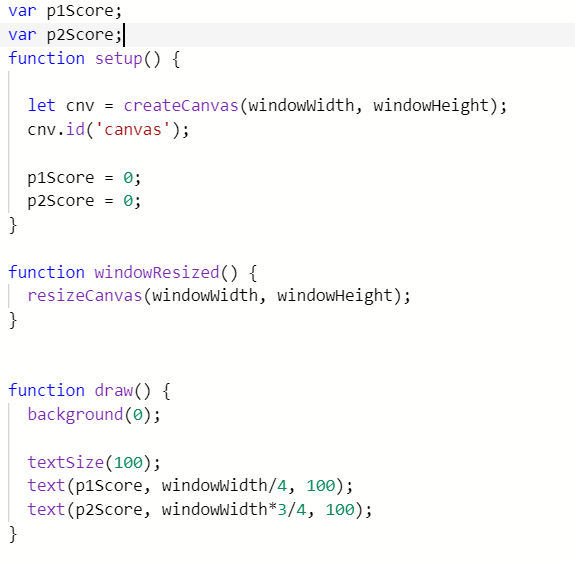 var p1Score;
var p2Score;
function setup() {
let cnv = createCanvas(windowWidth, windowHeight);
cnv.id('canvas');
p1Score = 0;
p2Score = 0;
}
function windowResized() {
resizeCanvas(windowWidth, windowHeight);
}
function draw() {
background(0);
textSize(100);
text(p1Score, windowWidth/4, 100);
text(p2Score, windowWidth*3/4, 100);
}